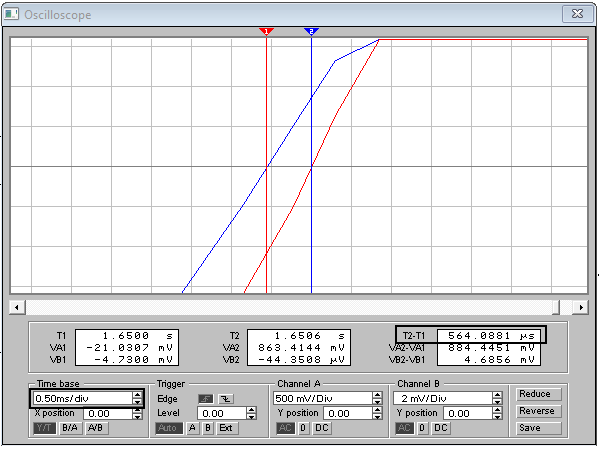 Oscilloscope
1 2
T1 1.6500 s T2 1.6506 s T2-T1 564.0881 µs
VA1 -21.0307 mV VA2 863.4144 mV VA2-VA1 884.4451 mV
VB1 -4.7300 mV VB2 -44.3508 µV VB2-VB1 4.6856 mV
Time base Trigger Channel A Channel B
0.50ms/div Edge 500 mV/Div 2 mV/Div Reduce
X position 0.00 Level 0.00 Y position 0.00 Y position 0.00 Reverse
Y/T B/A A/B Auto A B Ext AC 0 DC AC 0 DC Save